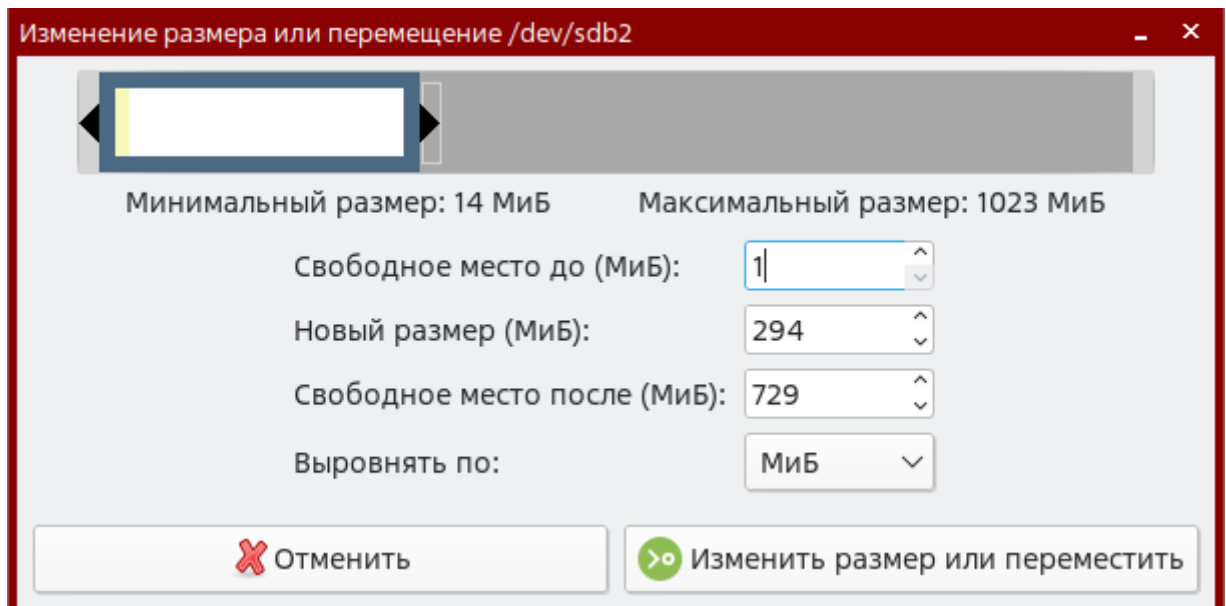 Изменение размера или перемещение /dev/sdb2
Минимальный размер: 14 МиБ Максимальный размер: 1023 МиБ
Свободное место до (МиБ): 1
Новый размер (МиБ): 294
Свободное место после (МиБ): 729
Выровнять по: МиБ
Отменить Изменить размер или переместить